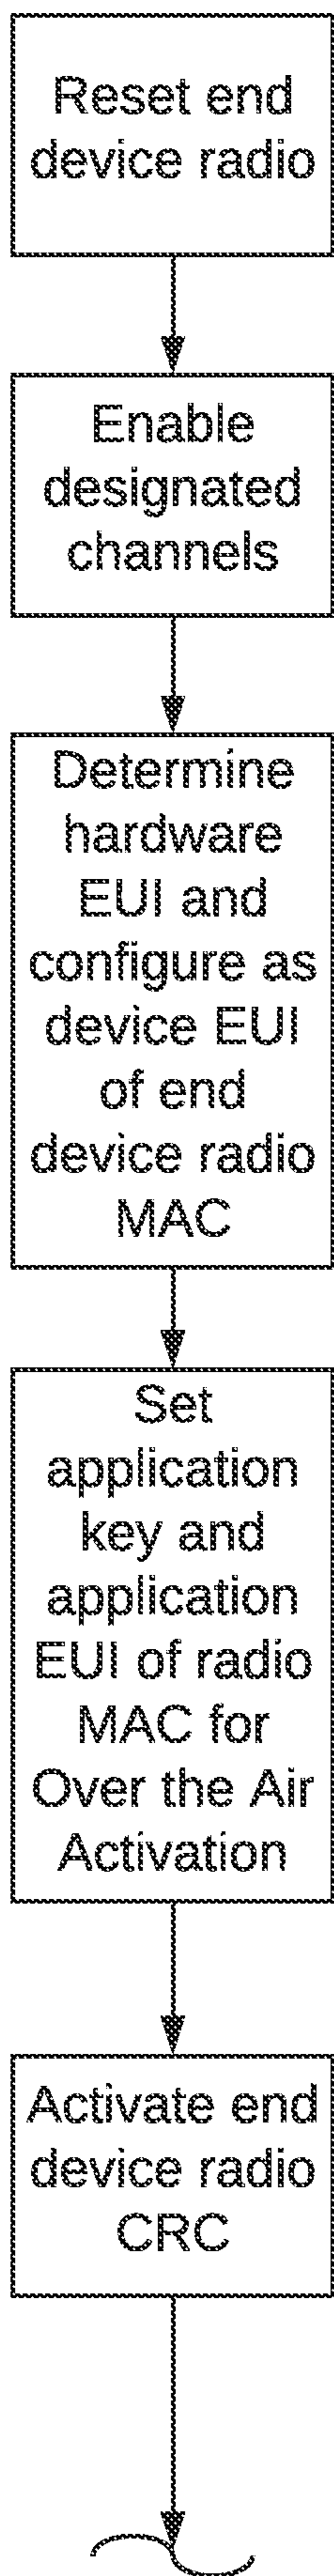 Reset end
device radio
Enable
designated
channels
Determine
hardware
EUI and
configure as
device EUI
of end
device radio
MAC
Set
application
key and
application
EUI of radio
MAC for
Over the Air
Activation
Activate end
device radio
CRC